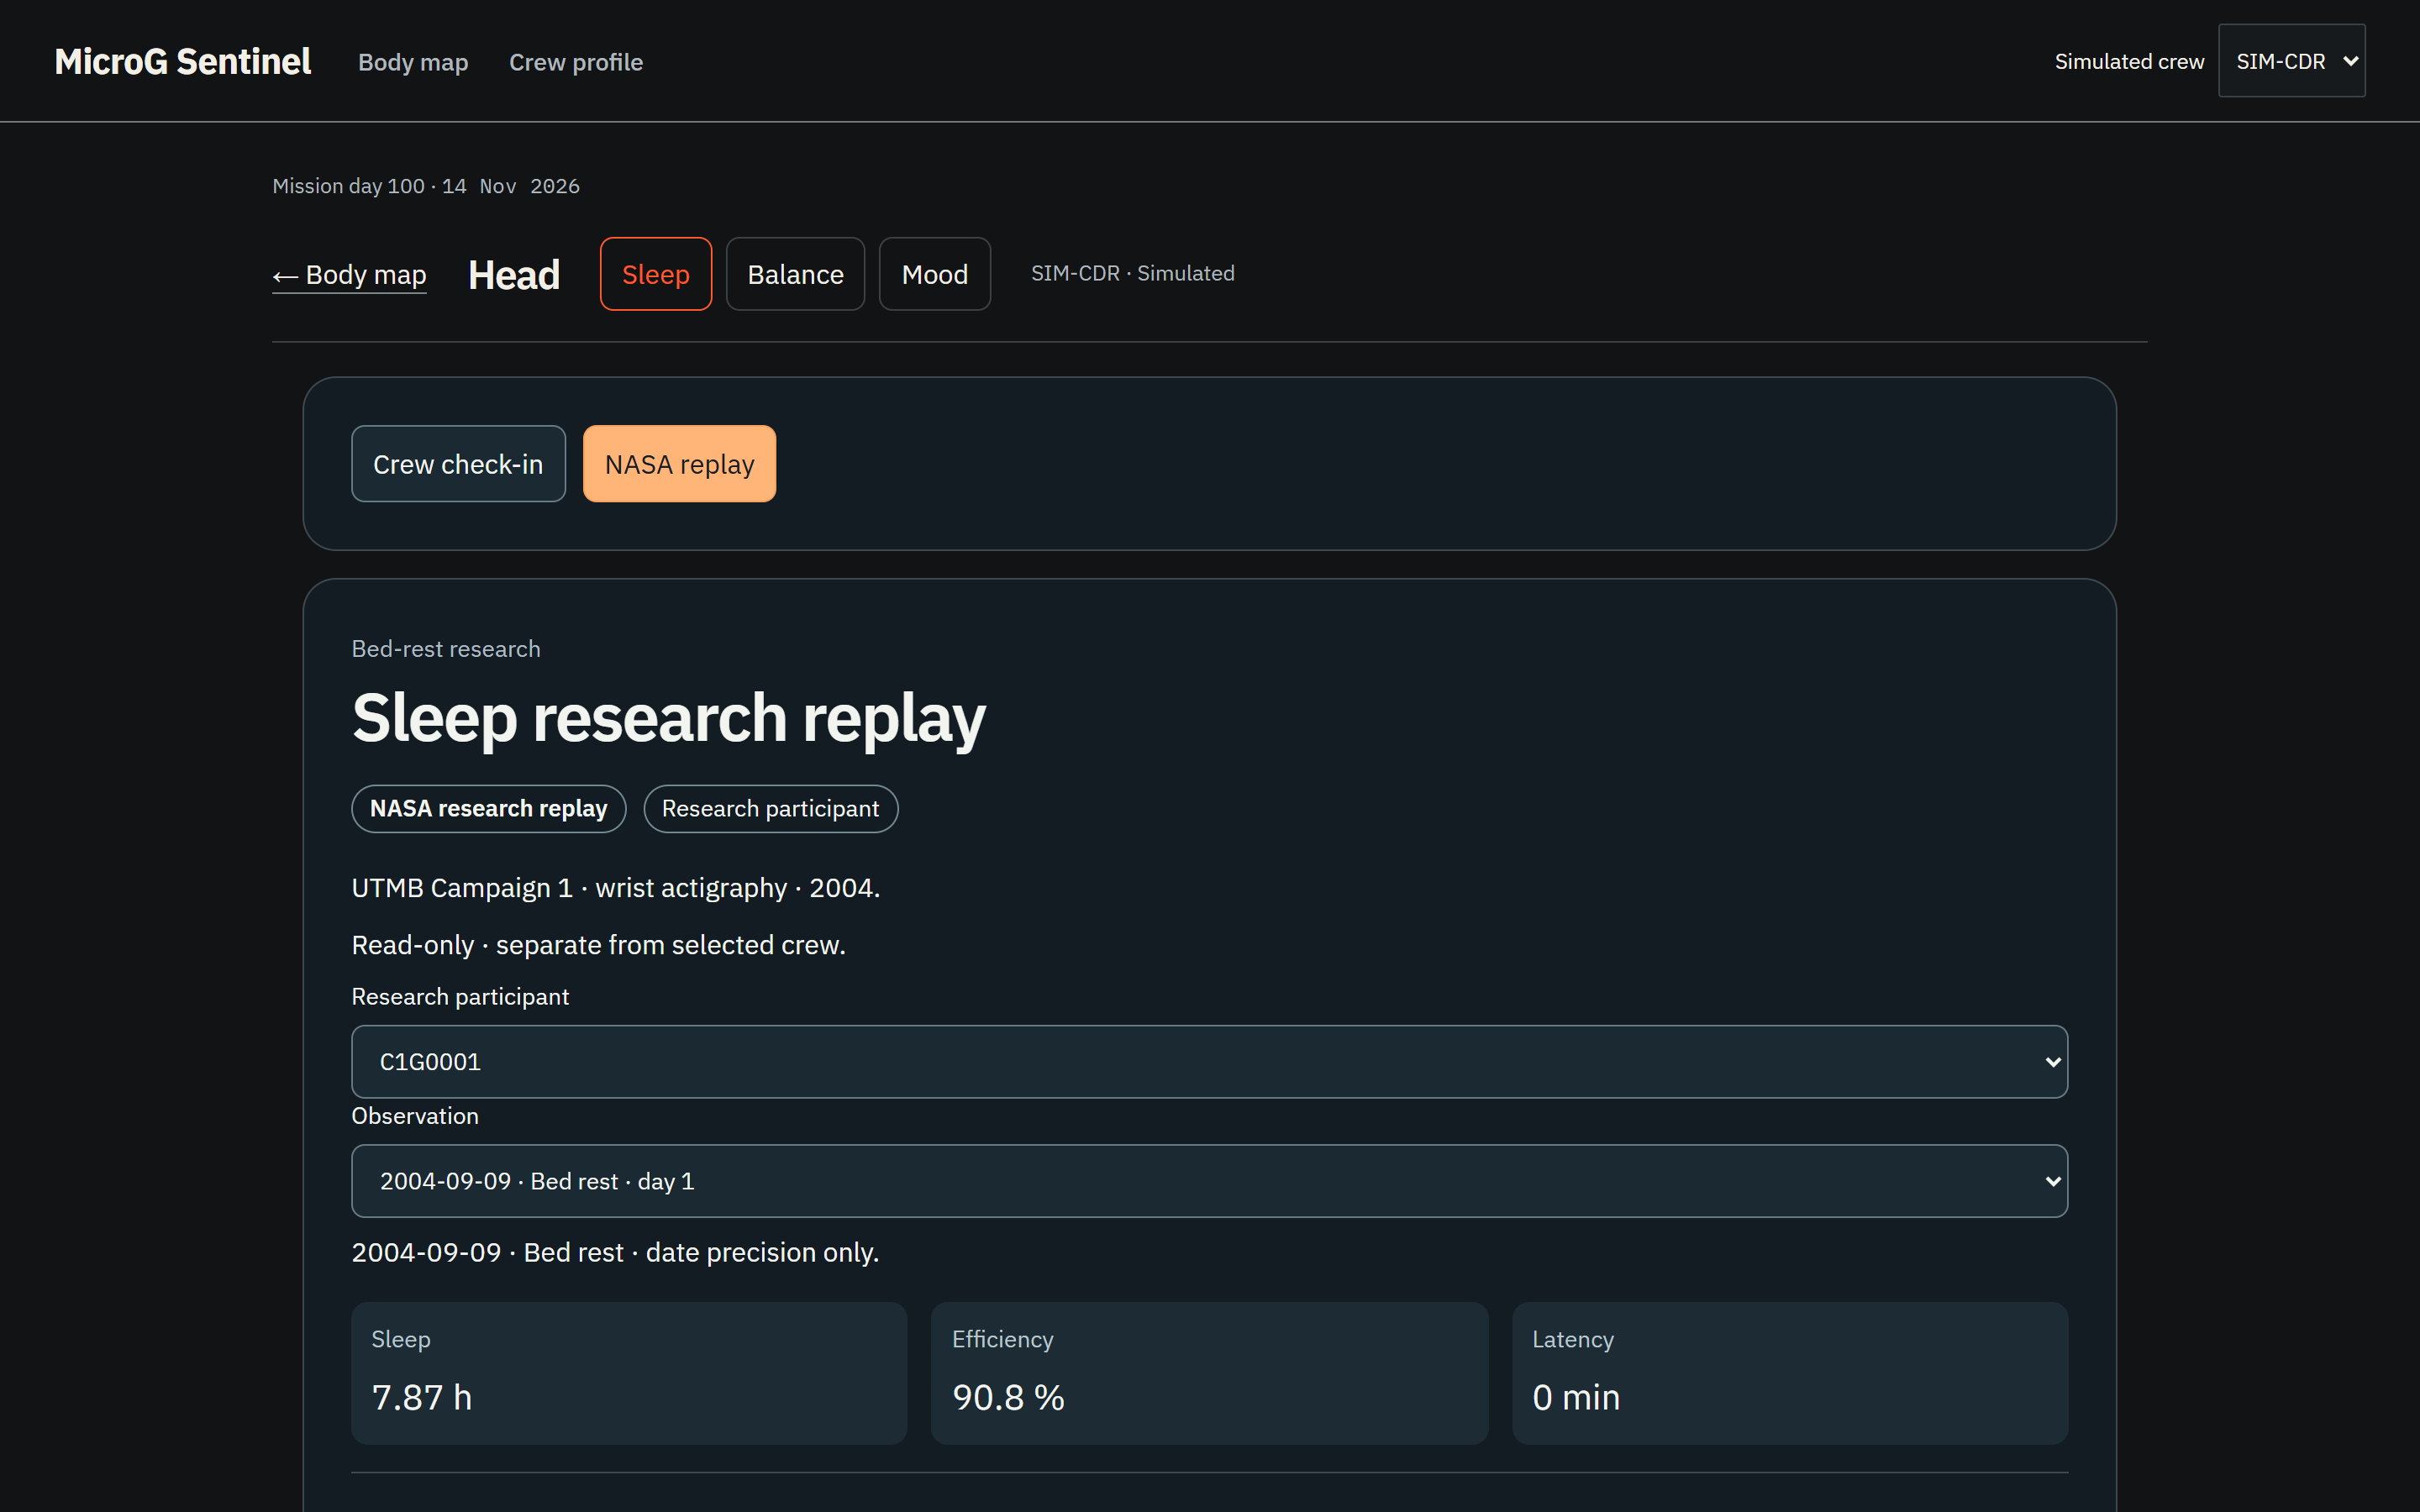 MicroG Sentinel Body map Crew profile Simulated crew SIM-CDR
Mission day 100 · 14 Nov 2026
← Body map Head Sleep Balance Mood SIM-CDR · Simulated
Crew check-in NASA replay
Bed-rest research
Sleep research replay
NASA research replay Research participant
UTMB Campaign 1 · wrist actigraphy · 2004.
Read-only · separate from selected crew.
Research participant
C1G0001
Observation
2004-09-09 · Bed rest · day 1
2004-09-09 · Bed rest · date precision only.
Sleep Efficiency Latency
7.87 h 90.8 % 0 min